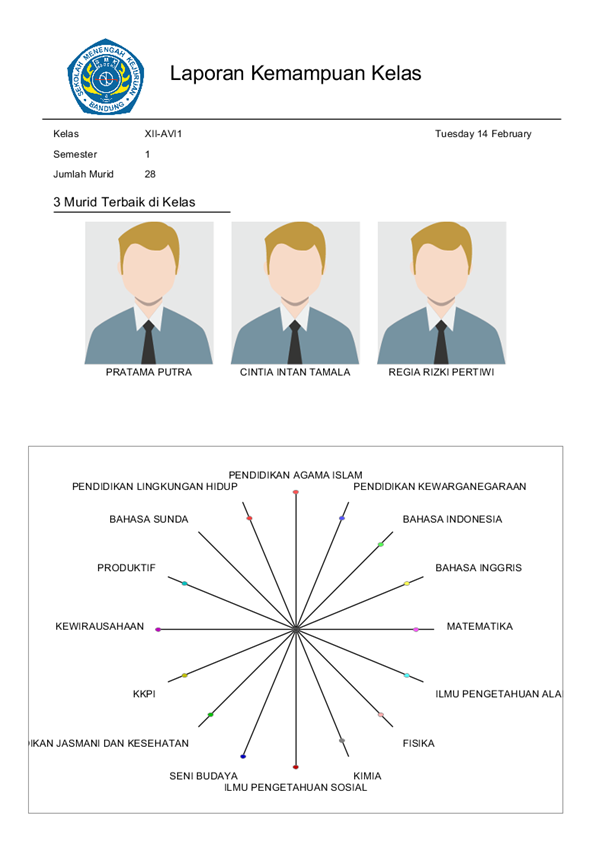 SEKOLAH MENENGAH KEJURUAN
BANDUNG
Laporan Kemampuan Kelas
Kelas XII-AVI1 Tuesday 14 February
Semester 1
Jumlah Murid 28
3 Murid Terbaik di Kelas
PRATAMA PUTRA CINTIA INTAN TAMALA REGIA RIZKI PERTIWI
PENDIDIKAN AGAMA ISLAM
PENDIDIKAN LINGKUNGAN HIDUP PENDIDIKAN KEWARGANEGARAAN
BAHASA SUNDA BAHASA INDONESIA
PRODUKTIF BAHASA INGGRIS
KEWIRAUSAHAAN MATEMATIKA
KKPI ILMU PENGETAHUAN ALA
IKAN JASMANI DAN KESEHATAN FISIKA
SENI BUDAYA KIMIA
ILMU PENGETAHUAN SOSIAL